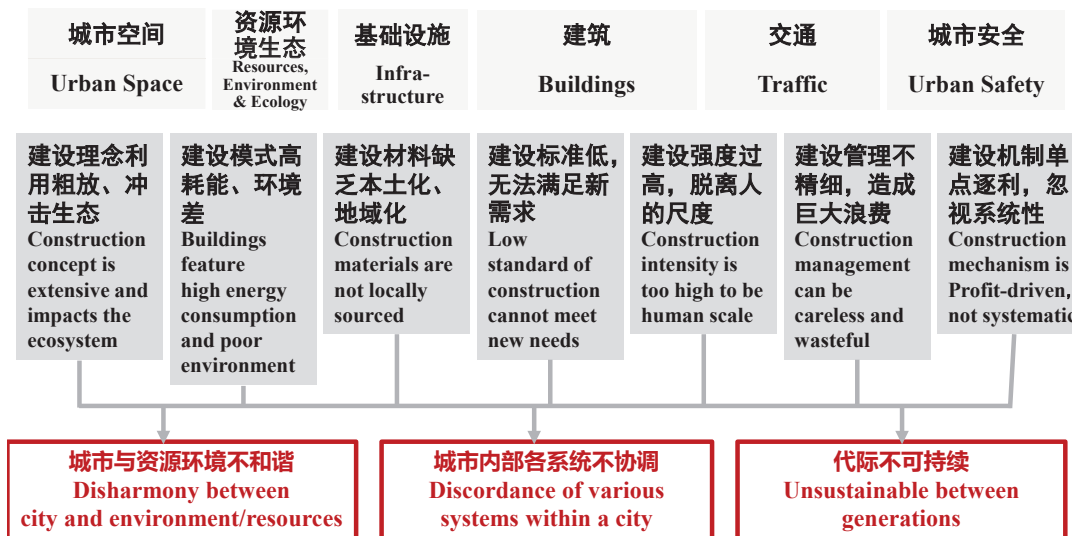 城市空间
Urban Space
资源环
境生态
Resources,
Environment
& Ecology
基础设施
Infra-
structure
建筑
Buildings
交通
Traffic
城市安全
Urban Safety
建设理念利
用粗放、冲
击生态
Construction
concept is
extensive and
impacts the
ecosystem
建设模式高
耗能、环境
差
Buildings
feature
high energy
consumption
and poor
environment
建设材料缺
乏本土化、
地域化
Construction
materials are
not locally
sourced
建设标准低，
无法满足新
需求
Low
standard of
construction
cannot meet
new needs
建设强度过
高，脱离人
的尺度
Construction
intensity is
too high to be
human scale
建设管理不
精细，造成
巨大浪费
Construction
management
can be
careless and
wasteful
建设机制单
点逐利，忽
视系统性
Construction
mechanism is
Profit-driven,
not systematic
城市与资源环境不和谐
Disharmony between
city and environment/resources
城市内部各系统不协调
Discordance of various
systems within a city
代际不可持续
Unsustainable between
generations